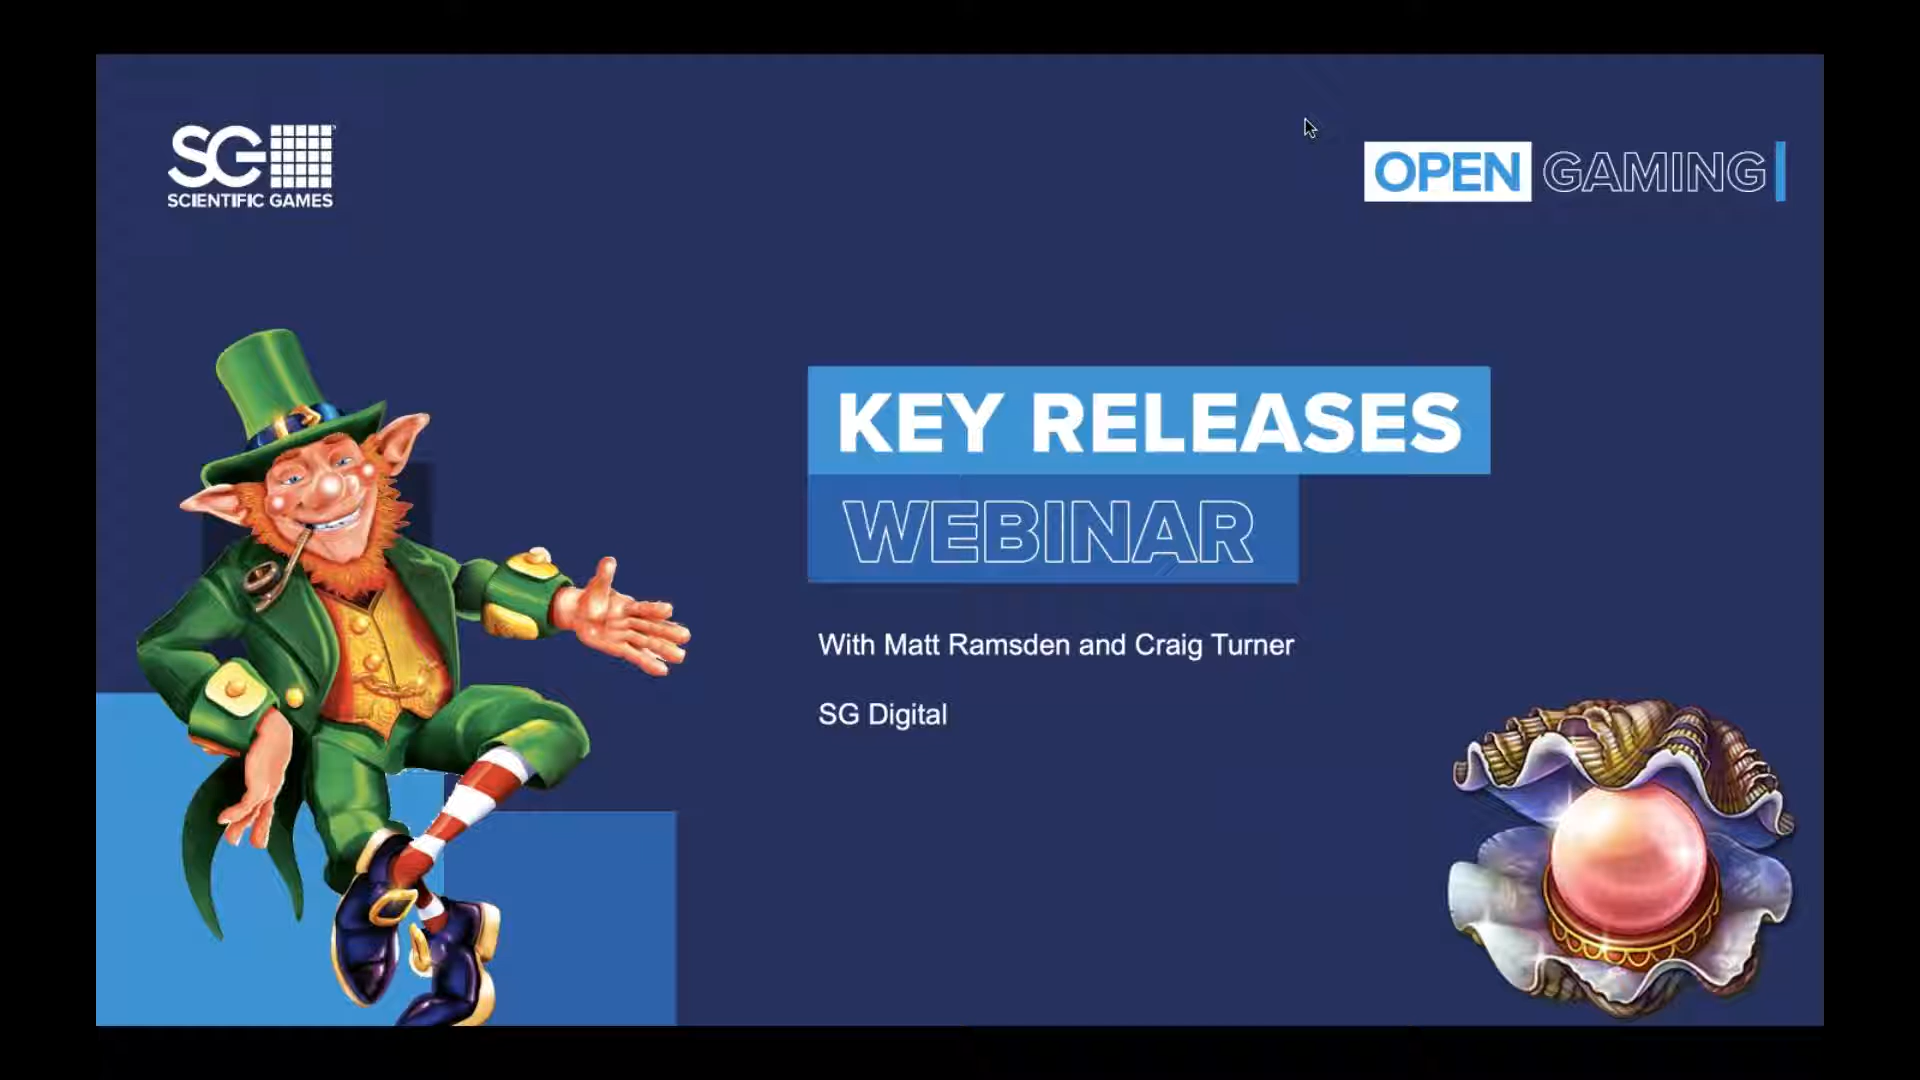 SG
SCIENTIFIC GAMES
OPEN GAMING
KEY RELEASES
WEBINAR
With Matt Ramsden and Craig Turner
SG Digital